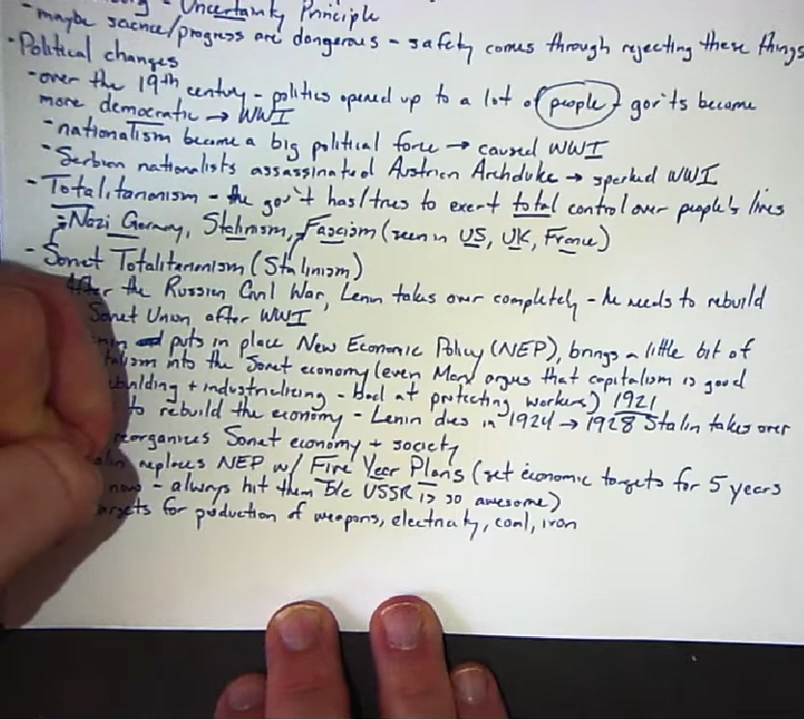 Uncertainty Principle
- maybe science/progress are dangerous - safety comes through rejecting these things
• Political changes
- over the 19th century - politics opened up to a lot of people + gov'ts become
more democratic → WWI
- nationalism became a big political force → caused WWI
- Serbian nationalists assassinated Austrian Archduke → sparked WWI
- Totalitarianism - the gov't has/tries to exert total control over people's lives
Nazi Germany, Stalinism, Fascism (seen in US, UK, France)
- Soviet Totalitarianism (Stalinism)
After the Russian Civil War, Lenin takes over completely - he needs to rebuild
Soviet Union after WWI
puts in place New Economic Policy (NEP), brings a little bit of
into the Soviet economy (even Marx argues that capitalism is good
+ industrializing - bad at protecting workers) 1921
to rebuild the economy - Lenin dies in 1924 → 1928 Stalin takes over
reorganizes Soviet economy + society
replaces NEP w/ Five Year Plans (set economic targets for 5 years
now - always hit them b/c USSR is so awesome)
for production of weapons, electricity, coal, iron